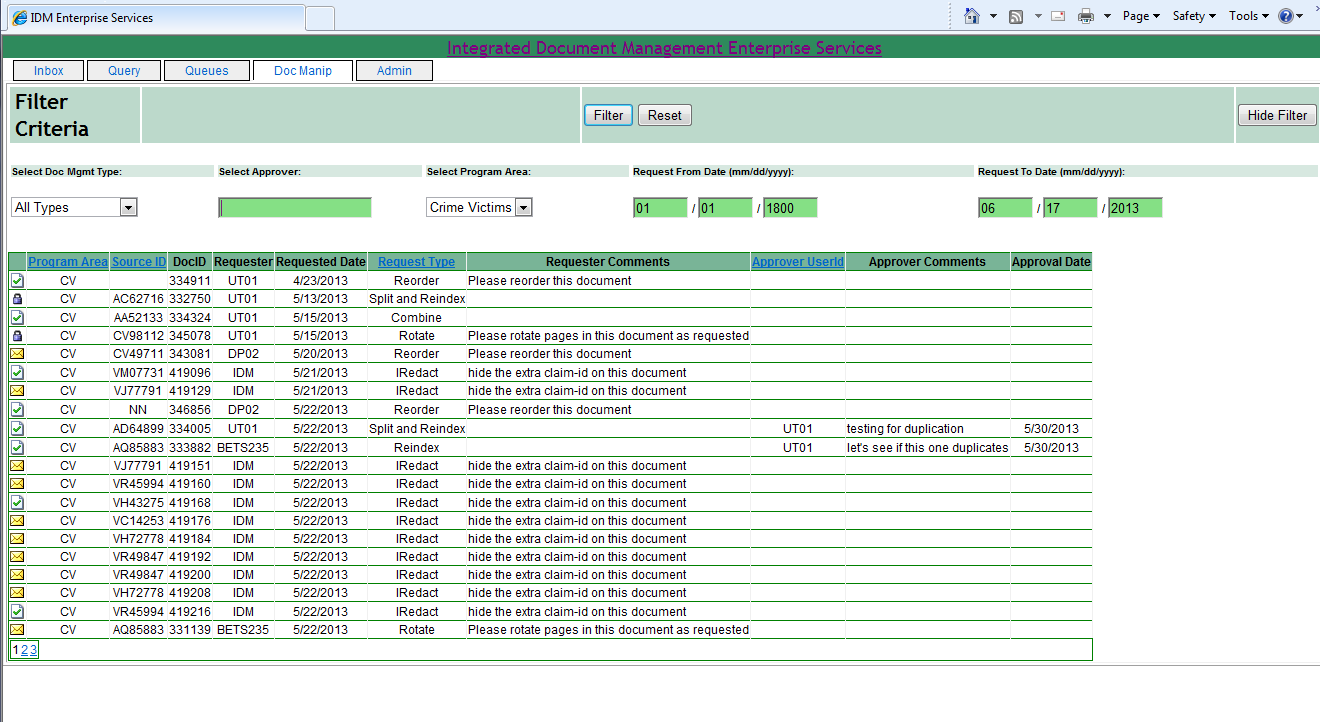 IDM Enterprise Services
Page Safety Tools
Integrated Document Management Enterprise Services
Inbox Query Queues Doc Manip Admin
Filter Criteria Filter Reset Hide Filter
Select Doc Mgmt Type: Select Approver: Select Program Area: Request From Date (mm/dd/yyyy): Request To Date (mm/dd/yyyy):
All Types Crime Victims 01 / 01 / 1800 06 / 17 / 2013
Program Area Source ID DocID Requester Requested Date Request Type Requester Comments Approver UserId Approver Comments Approval Date
CV 334911 UT01 4/23/2013 Reorder Please reorder this document
CV AC62716 332750 UT01 5/13/2013 Split and Reindex
CV AA52133 334324 UT01 5/15/2013 Combine
CV CV98112 345078 UT01 5/15/2013 Rotate Please rotate pages in this document as requested
CV CV49711 343081 DP02 5/20/2013 Reorder Please reorder this document
CV VM07731 419096 IDM 5/21/2013 IRedact hide the extra claim-id on this document
CV VJ77791 419129 IDM 5/21/2013 IRedact hide the extra claim-id on this document
CV NN 346856 DP02 5/22/2013 Reorder Please reorder this document
CV AD64899 334005 UT01 5/22/2013 Split and Reindex UT01 testing for duplication 5/30/2013
CV AQ85883 333882 BETS235 5/22/2013 Reindex UT01 let's see if this one duplicates 5/30/2013
CV VJ77791 419151 IDM 5/22/2013 IRedact hide the extra claim-id on this document
CV VR45994 419160 IDM 5/22/2013 IRedact hide the extra claim-id on this document
CV VH43275 419168 IDM 5/22/2013 IRedact hide the extra claim-id on this document
CV VC14253 419176 IDM 5/22/2013 IRedact hide the extra claim-id on this document
CV VH72778 419184 IDM 5/22/2013 IRedact hide the extra claim-id on this document
CV VR49847 419192 IDM 5/22/2013 IRedact hide the extra claim-id on this document
CV VR49847 419200 IDM 5/22/2013 IRedact hide the extra claim-id on this document
CV VH72778 419208 IDM 5/22/2013 IRedact hide the extra claim-id on this document
CV VR45994 419216 IDM 5/22/2013 IRedact hide the extra claim-id on this document
CV AQ85883 331139 BETS235 5/22/2013 Rotate Please rotate pages in this document as requested
1 2 3